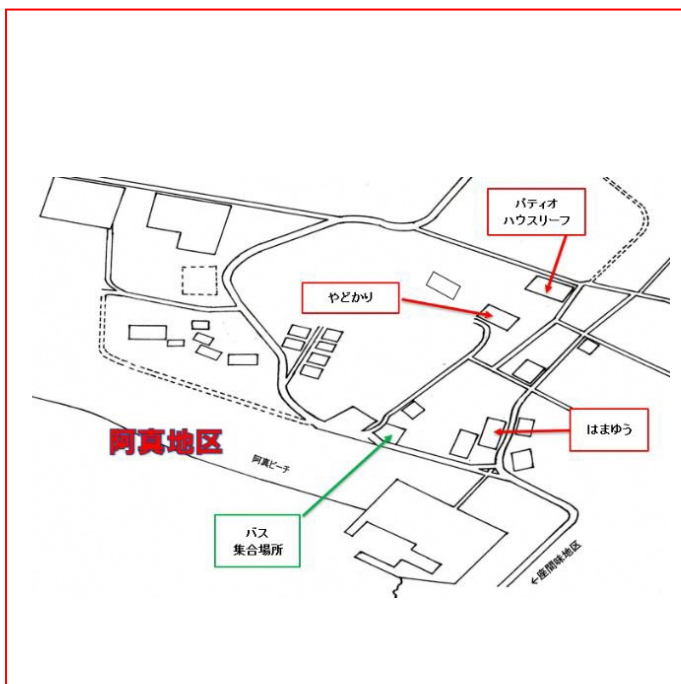 パティオ
ハウスリーフ
やどかり
はまゆう
阿真地区
阿真ビーチ
バス
集合場所
←座間味地区